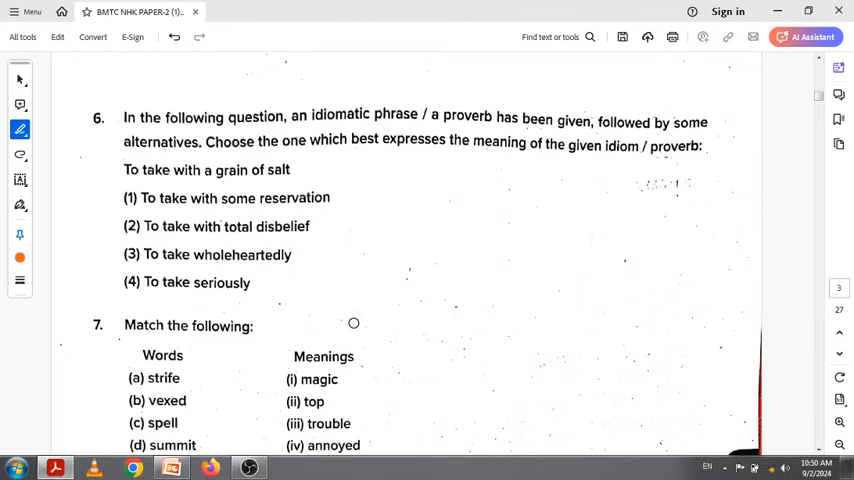 Menu
BMTC NHK PAPER-2 (1)...
Sign in
All tools
Edit
Convert
E-Sign
Find text or tools
AI Assistant
6. In the following question, an idiomatic phrase / a proverb has been given, followed by some
alternatives. Choose the one which best expresses the meaning of the given idiom / proverb:
To take with a grain of salt
(1) To take with some reservation
(2) To take with total disbelief
(3) To take wholeheartedly
(4) To take seriously
7. Match the following:
Words Meanings
(a) strife (i) magic
(b) vexed (ii) top
(c) spell (iii) trouble
(d) summit (iv) annoyed
3
27
EN
10:50 AM
9/2/2024